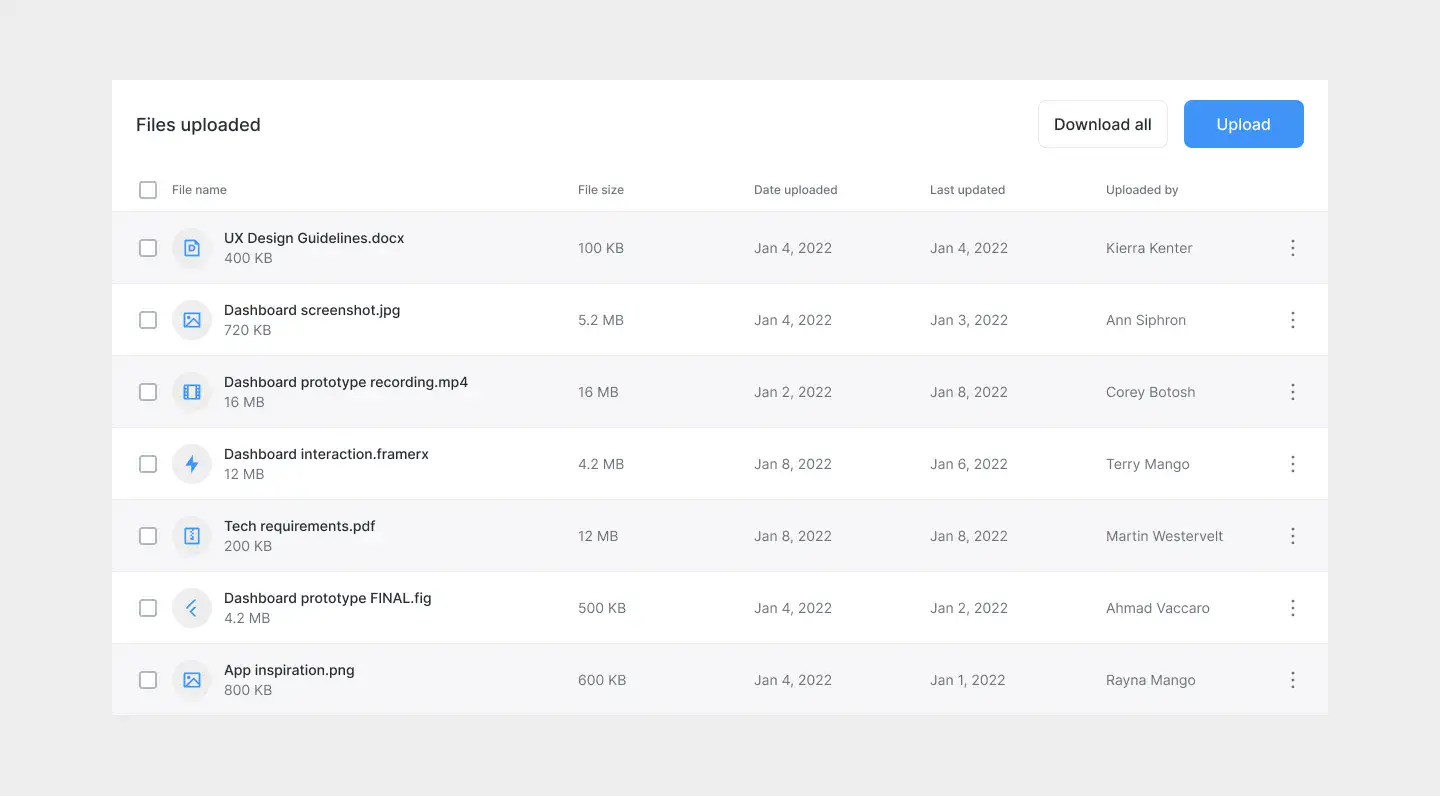 Files uploaded
Download all
Upload
File name
File size
Date uploaded
Last updated
Uploaded by
D
UX Design Guidelines.docx
400 KB
100 KB
Jan 4, 2022
Jan 4, 2022
Kierra Kenter
Dashboard screenshot.jpg
720 KB
5.2 MB
Jan 4, 2022
Jan 3, 2022
Ann Siphron
Dashboard prototype recording.mp4
16 MB
16 MB
Jan 2, 2022
Jan 8, 2022
Corey Botosh
Dashboard interaction.framerx
12 MB
4.2 MB
Jan 8, 2022
Jan 6, 2022
Terry Mango
Tech requirements.pdf
200 KB
12 MB
Jan 8, 2022
Jan 8, 2022
Martin Westervelt
Dashboard prototype FINAL.fig
4.2 MB
500 KB
Jan 4, 2022
Jan 2, 2022
Ahmad Vaccaro
App inspiration.png
800 KB
600 KB
Jan 4, 2022
Jan 1, 2022
Rayna Mango